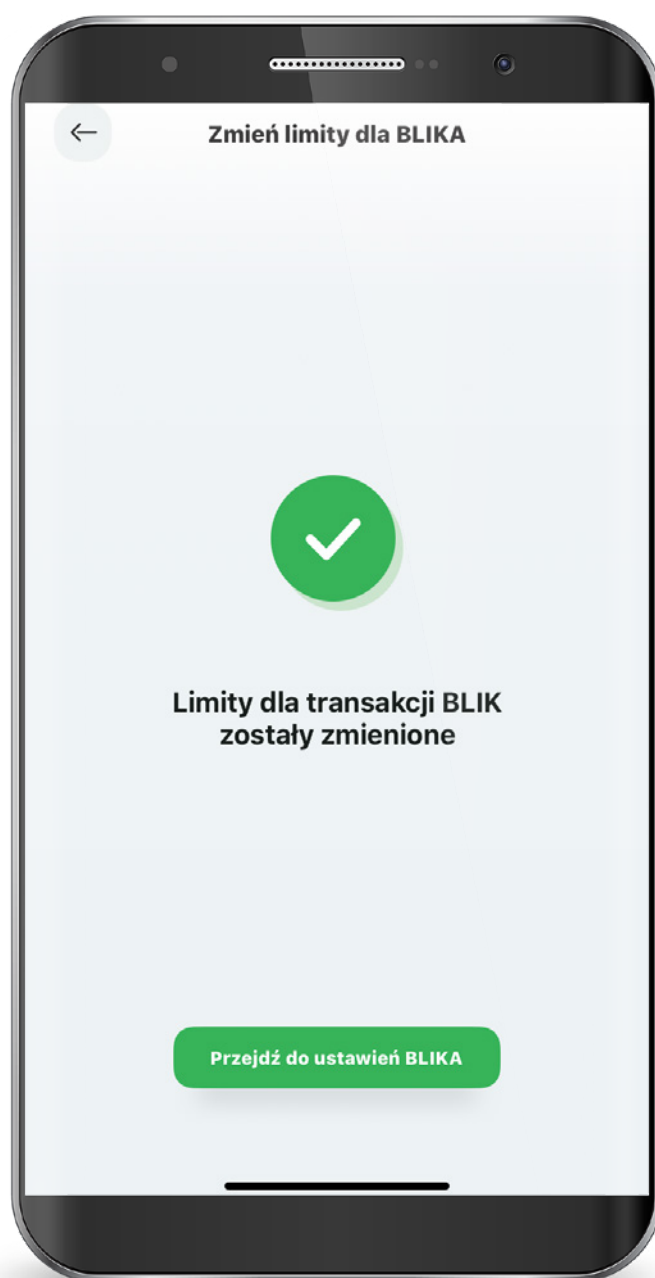 Zmień limity dla BLIKA
Limity dla transakcji BLIK
zostały zmienione
Przejdź do ustawień BLIKA